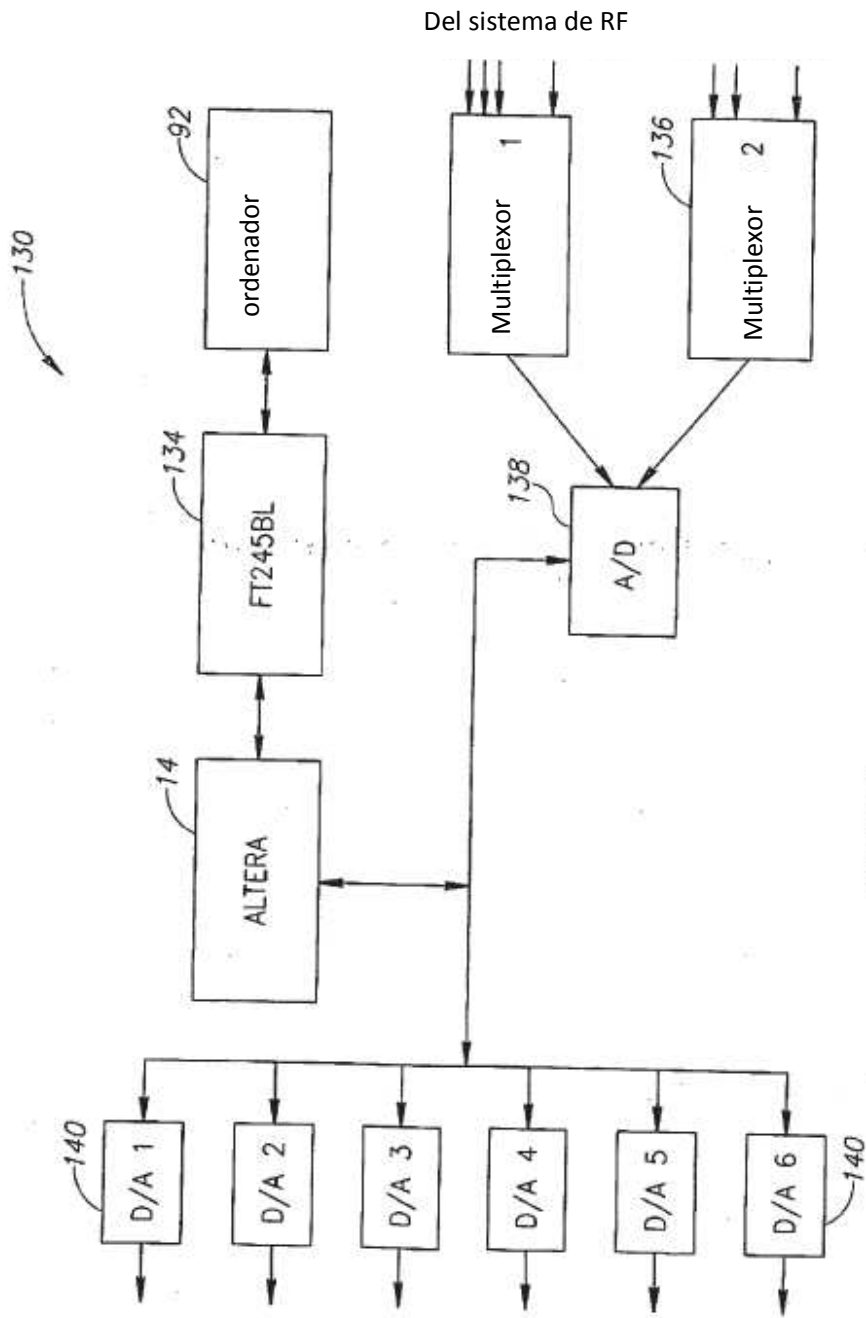 Del sistema de RF
130
92
ordenador
134
FT245BL
14
ALTERA
Multiplexor 1
136
Multiplexor 2
138
A/D
140
D/A 1
D/A 2
D/A 3
D/A 4
D/A 5
D/A 6
140